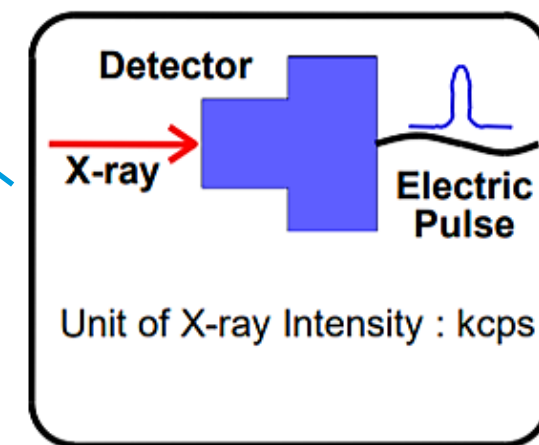 Detector
X-ray
Electric
Pulse
Unit of X-ray Intensity : kcps